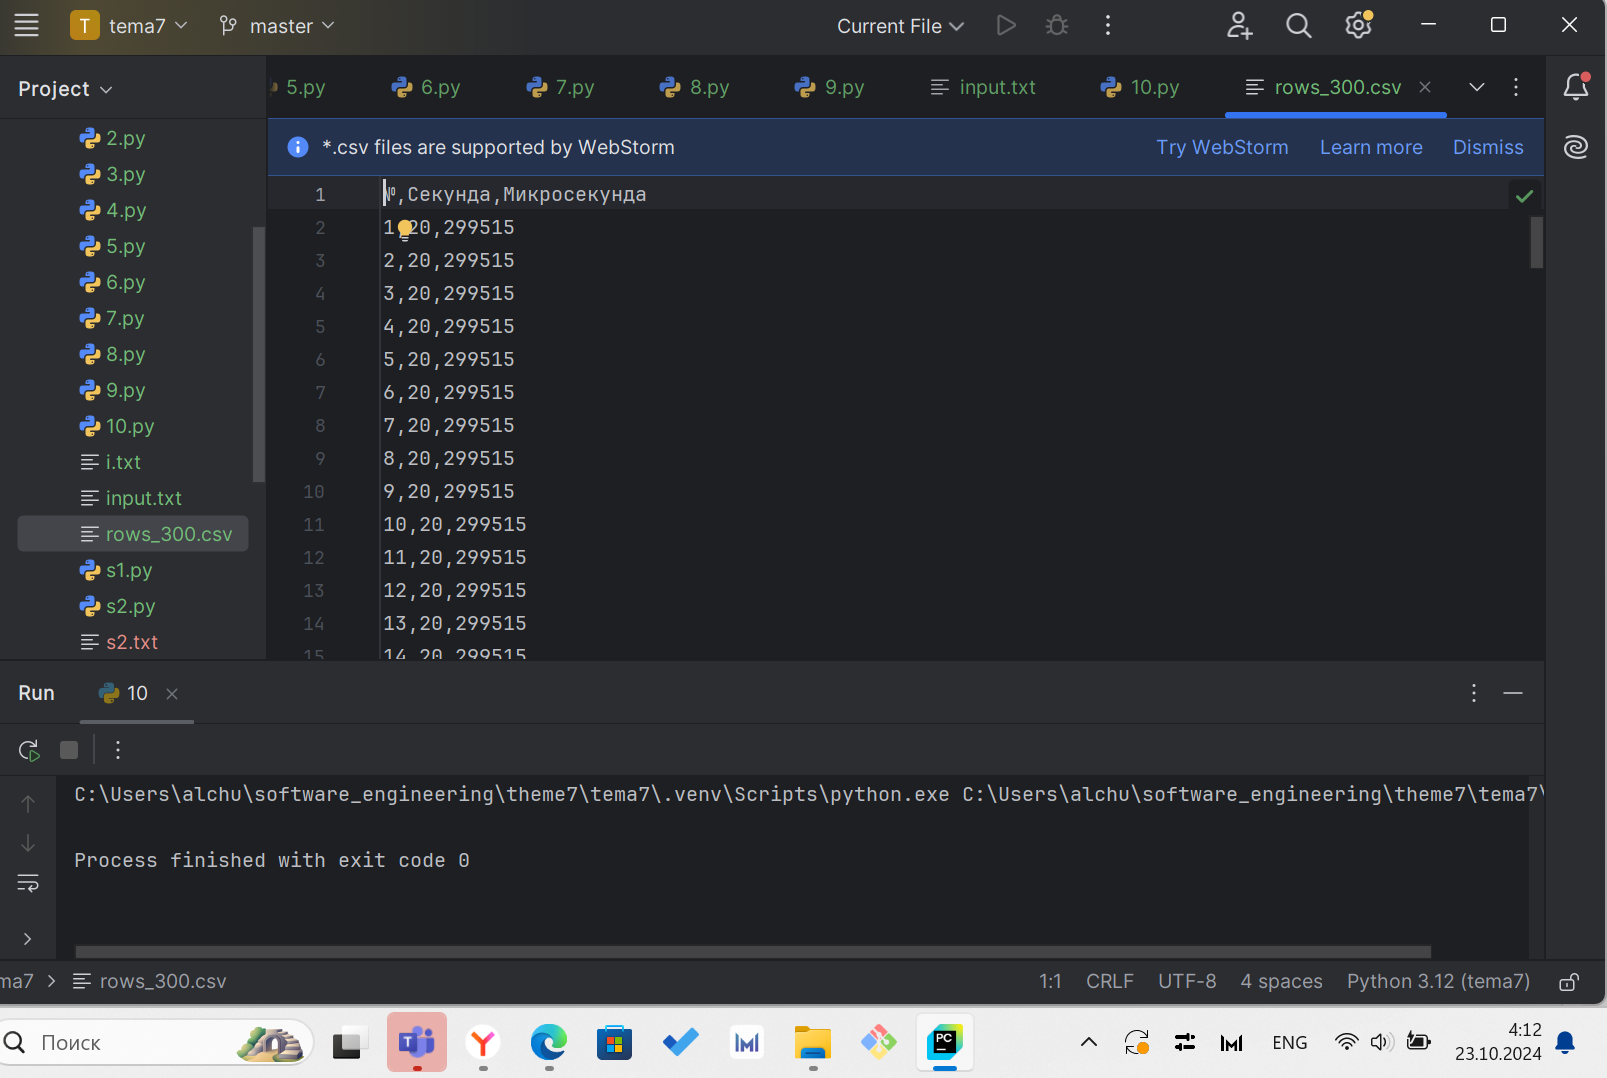 T tema7 master Current File
Project
5.py 6.py 7.py 8.py 9.py input.txt 10.py rows_300.csv
*.csv files are supported by WebStorm Try WebStorm Learn more Dismiss
2.py
3.py
4.py
5.py
6.py
7.py
8.py
9.py
10.py
i.txt
input.txt
rows_300.csv
s1.py
s2.py
s2.txt
1 №,Секунда,Микросекунда
2 1,20,299515
3 2,20,299515
4 3,20,299515
5 4,20,299515
6 5,20,299515
7 6,20,299515
8 7,20,299515
9 8,20,299515
10 9,20,299515
11 10,20,299515
12 11,20,299515
13 12,20,299515
14 13,20,299515
15 14,20,299515
Run 10
C:\Users\alchu\software_engineering\theme7\tema7\.venv\Scripts\python.exe C:\Users\alchu\software_engineering\theme7\tema7\
Process finished with exit code 0
ma7 rows_300.csv 1:1 CRLF UTF-8 4 spaces Python 3.12 (tema7)
Поиск
PC
ENG
4:12
23.10.2024